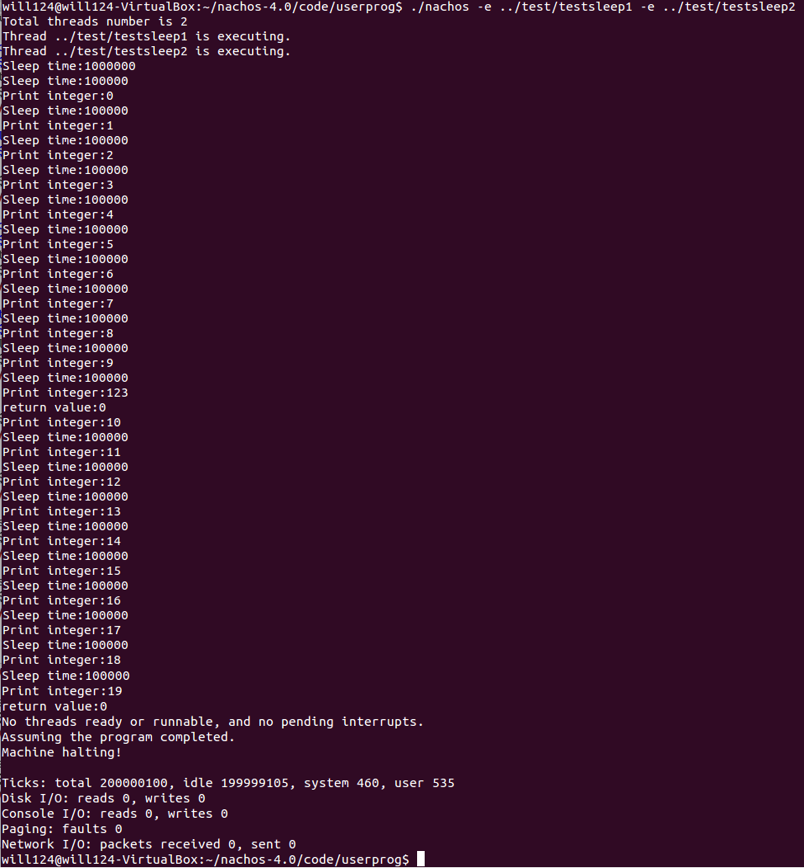 will124@will124-VirtualBox:~/nachos-4.0/code/userprog$ ./nachos -e ../test/testsleep1 -e ../test/testsleep2
Total threads number is 2
Thread ../test/testsleep1 is executing.
Thread ../test/testsleep2 is executing.
Sleep time:1000000
Sleep time:100000
Print integer:0
Sleep time:100000
Print integer:1
Sleep time:100000
Print integer:2
Sleep time:100000
Print integer:3
Sleep time:100000
Print integer:4
Sleep time:100000
Print integer:5
Sleep time:100000
Print integer:6
Sleep time:100000
Print integer:7
Sleep time:100000
Print integer:8
Sleep time:100000
Print integer:9
Sleep time:100000
Print integer:123
return value:0
Print integer:10
Sleep time:100000
Print integer:11
Sleep time:100000
Print integer:12
Sleep time:100000
Print integer:13
Sleep time:100000
Print integer:14
Sleep time:100000
Print integer:15
Sleep time:100000
Print integer:16
Sleep time:100000
Print integer:17
Sleep time:100000
Print integer:18
Sleep time:100000
Print integer:19
return value:0
No threads ready or runnable, and no pending interrupts.
Assuming the program completed.
Machine halting!
Ticks: total 200000100, idle 199999105, system 460, user 535
Disk I/O: reads 0, writes 0
Console I/O: reads 0, writes 0
Paging: faults 0
Network I/O: packets received 0, sent 0
will124@will124-VirtualBox:~/nachos-4.0/code/userprog$